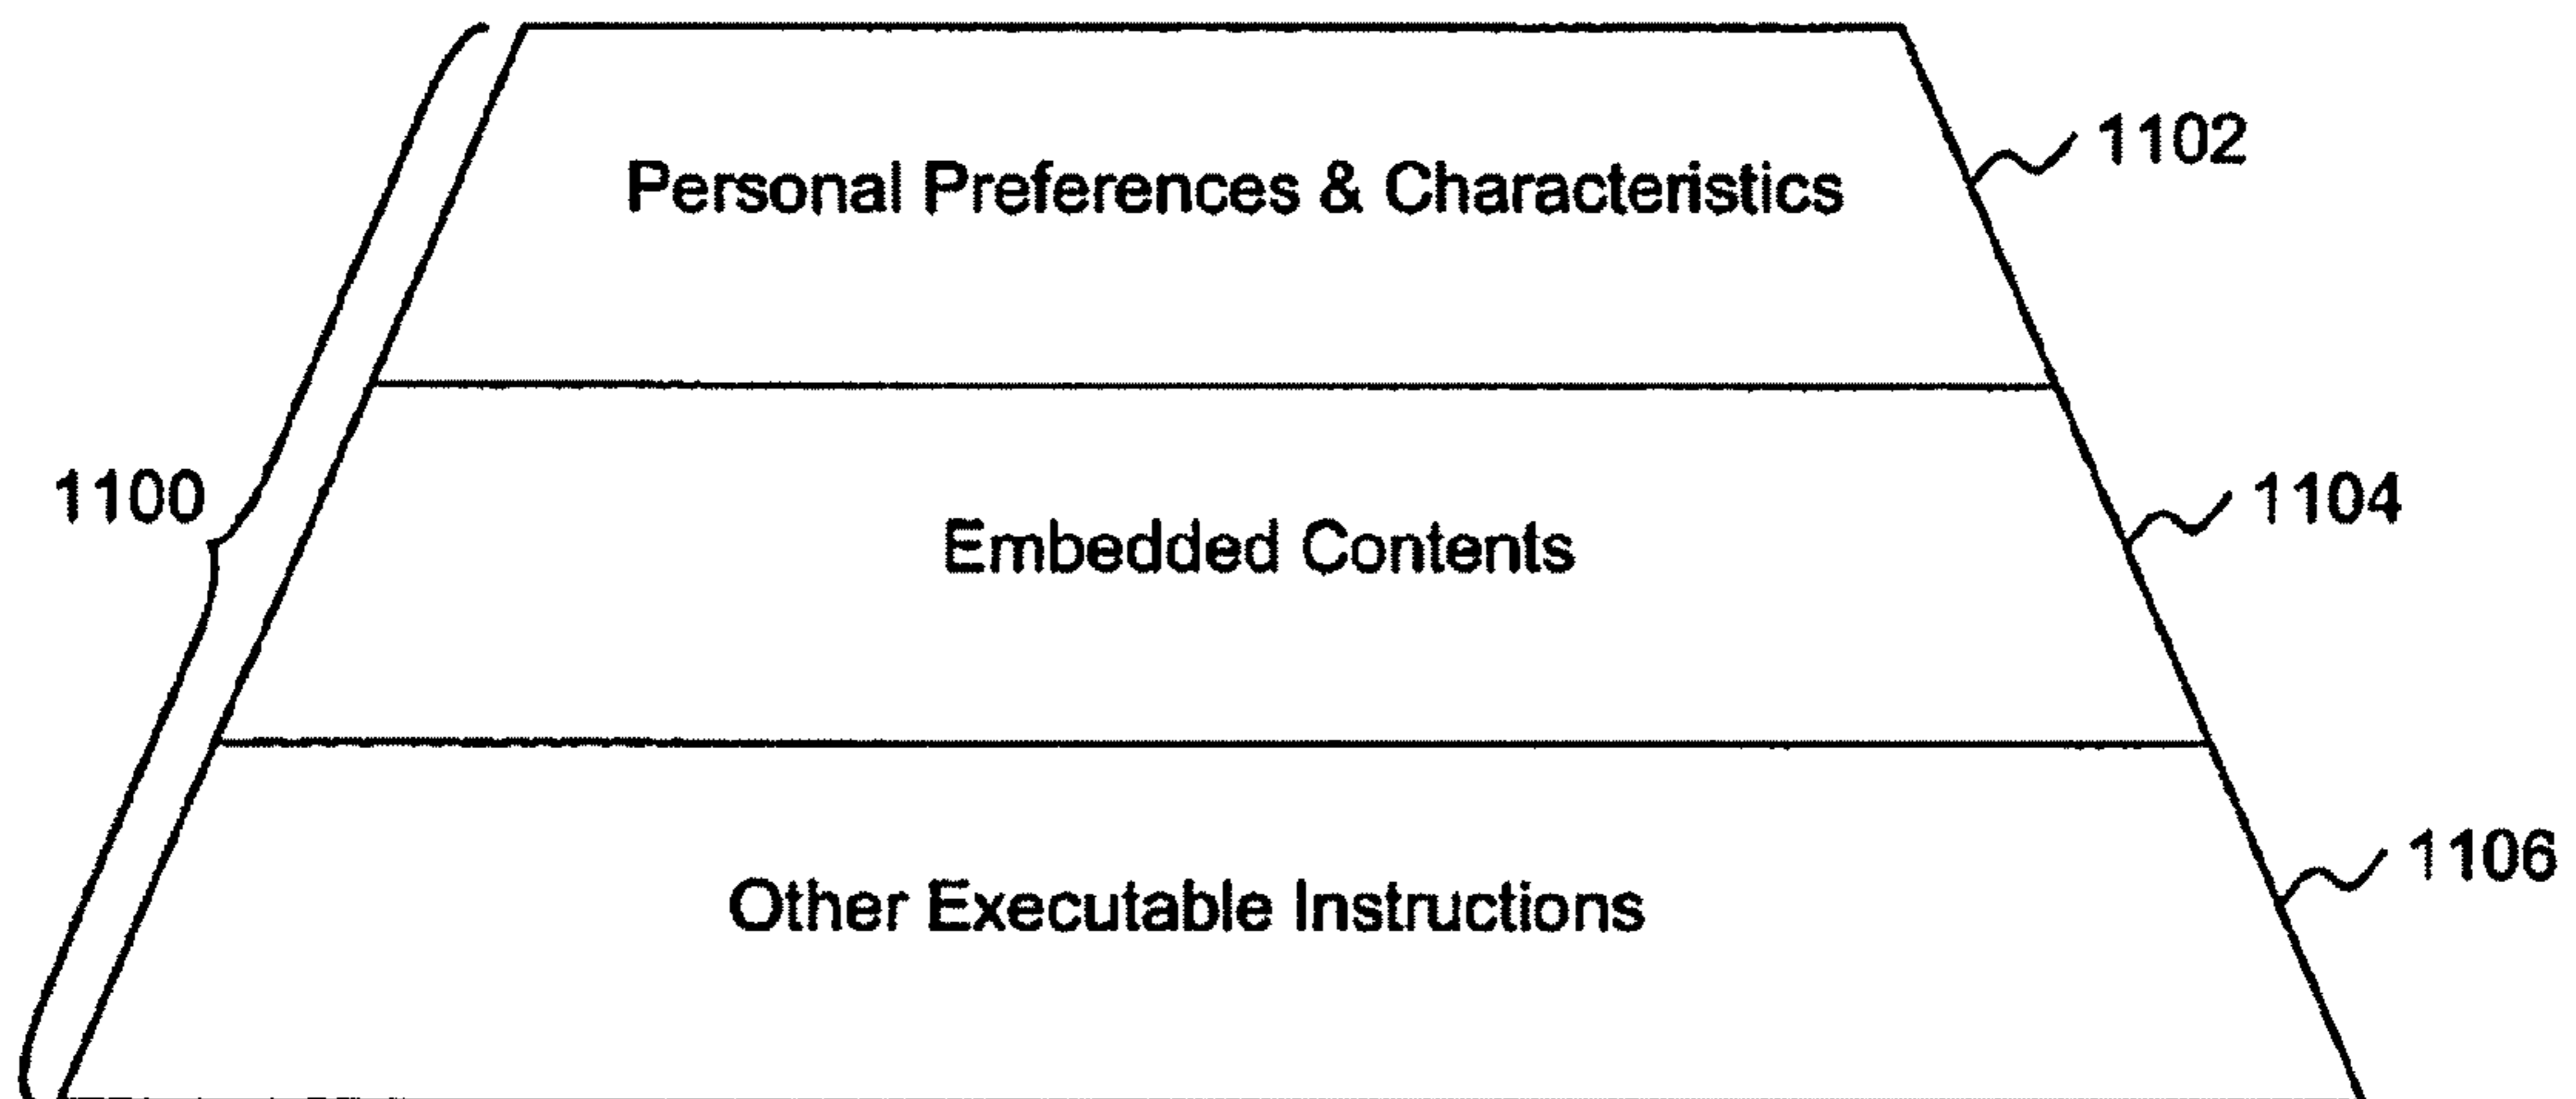 1102
Personal Preferences & Characteristics
1100
1104
Embedded Contents
1106
Other Executable Instructions